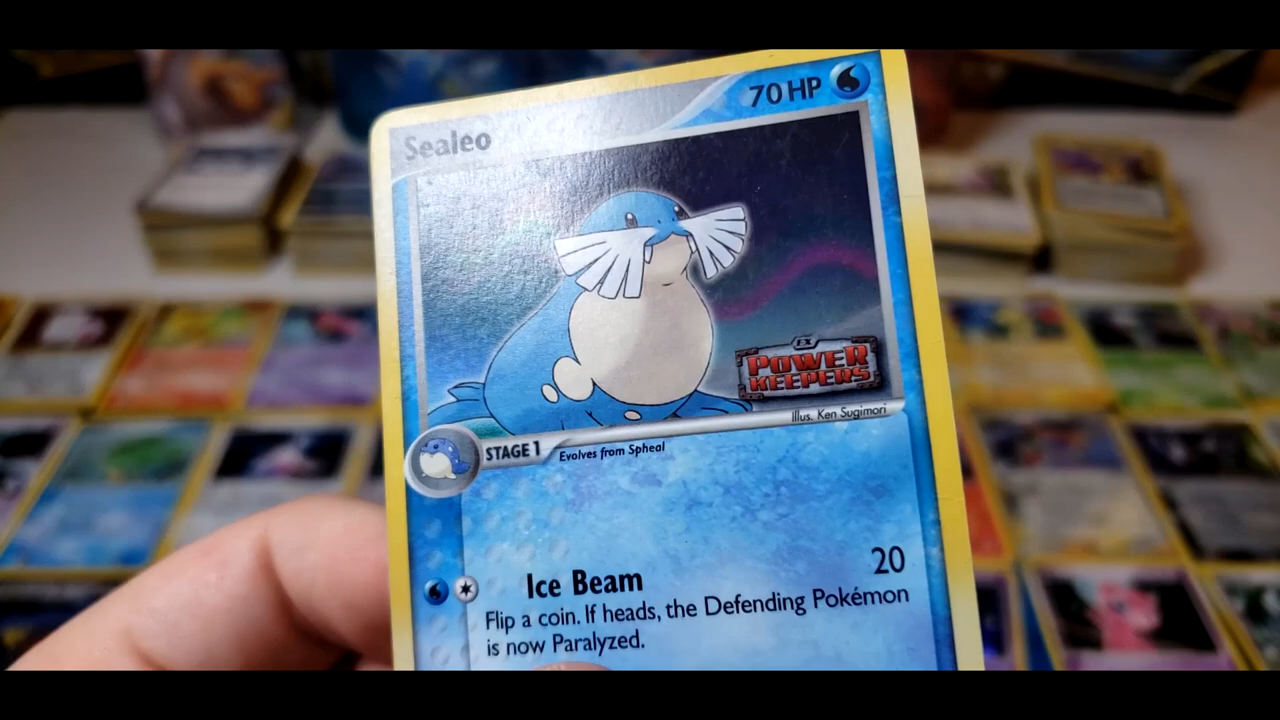 Sealeo
70 HP
EX
POWER
KEEPERS
Illus. Ken Sugimori
STAGE 1
Evolves from Spheal
Ice Beam
20
Flip a coin. If heads, the Defending Pokémon
is now Paralyzed.